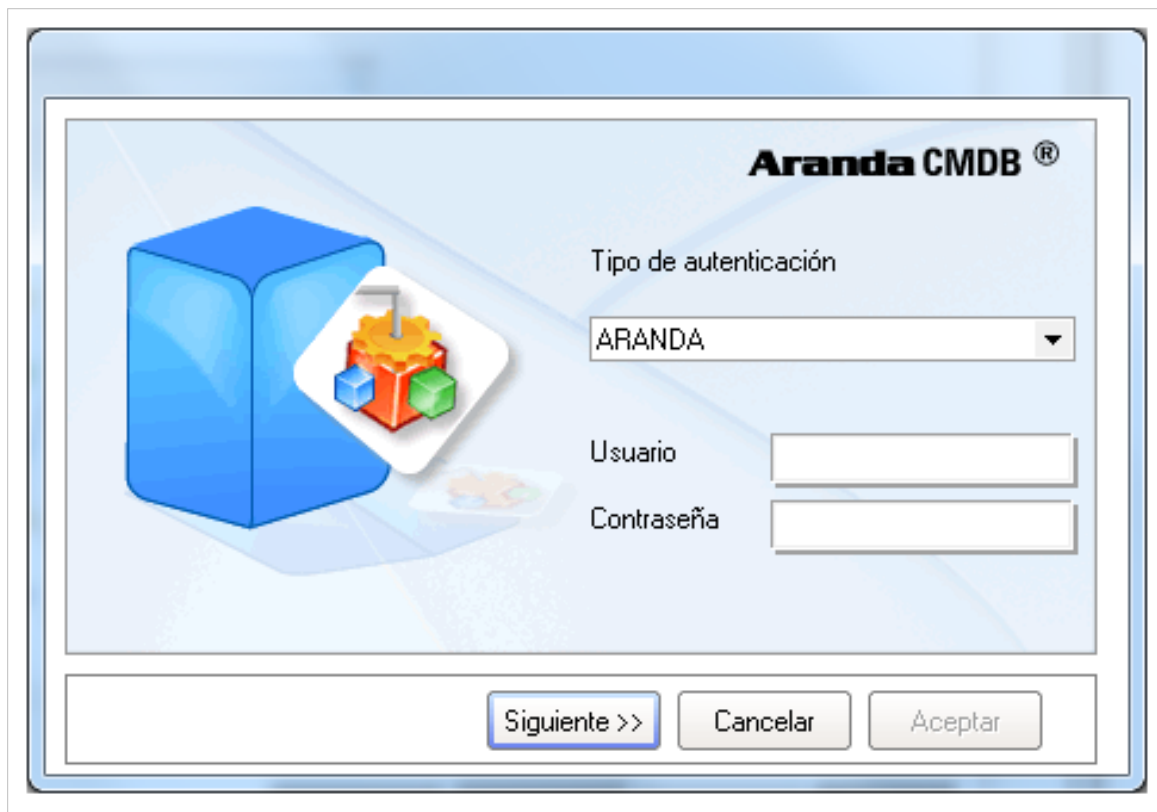 Aranda CMDB ®
Tipo de autenticación
ARANDA
Usuario
Contraseña
Siguiente >>
Cancelar
Aceptar